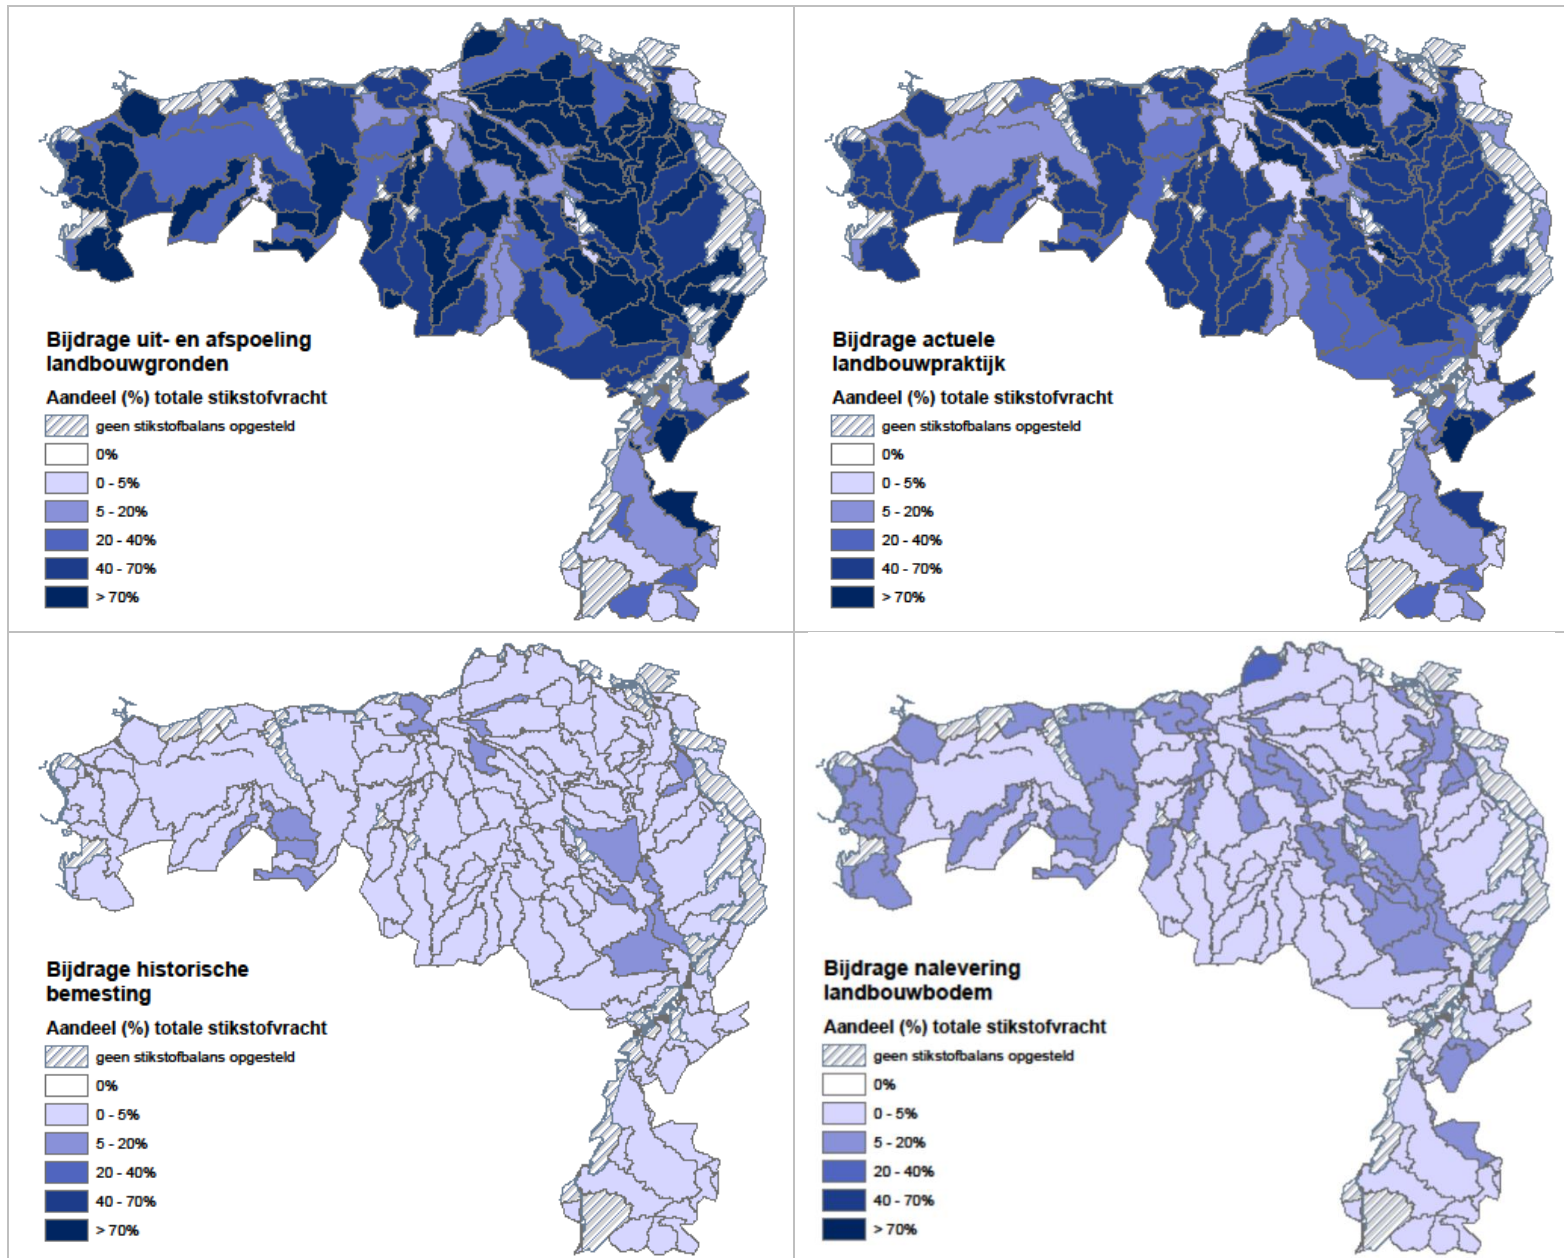 Bijdrage uit- en afspoeling
landbouwgronden
Aandeel (%) totale stikstofvracht
geen stikstofbalans opgesteld
0%
0 - 5%
5 - 20%
20 - 40%
40 - 70%
> 70%
Bijdrage actuele
landbouwpraktijk
Aandeel (%) totale stikstofvracht
geen stikstofbalans opgesteld
0%
0 - 5%
5 - 20%
20 - 40%
40 - 70%
> 70%
Bijdrage historische
bemesting
Aandeel (%) totale stikstofvracht
geen stikstofbalans opgesteld
0%
0 - 5%
5 - 20%
20 - 40%
40 - 70%
> 70%
Bijdrage nalevering
landbouwbodem
Aandeel (%) totale stikstofvracht
geen stikstofbalans opgesteld
0%
0 - 5%
5 - 20%
20 - 40%
40 - 70%
> 70%